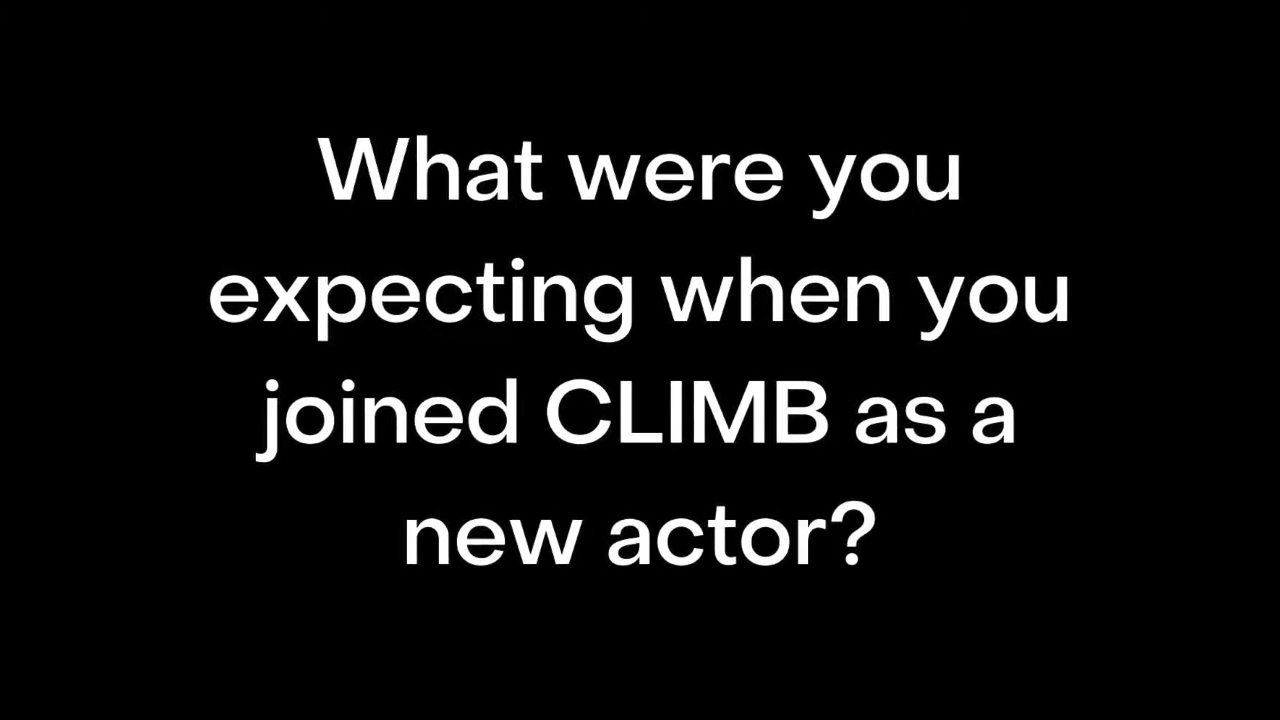 What were you
expecting when you
joined CLIMB as a
new actor?